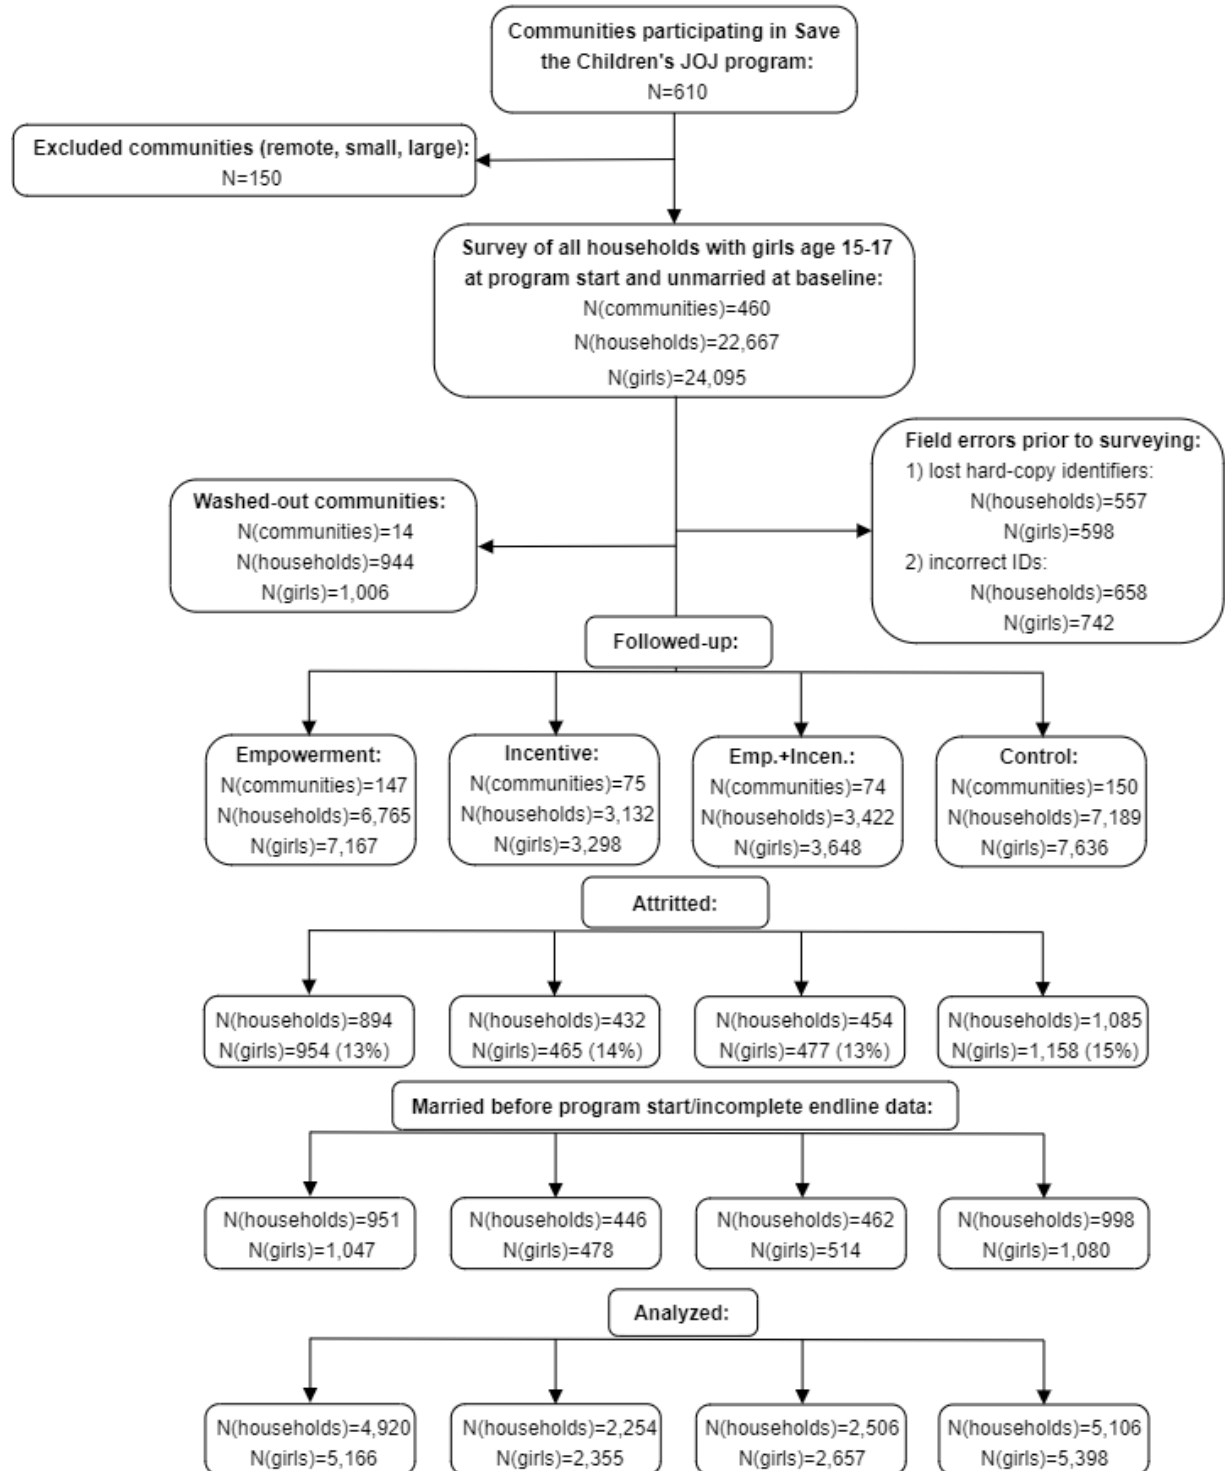 Communities participating in Save
the Children's JOJ program:
N=610
Excluded communities (remote, small, large):
N=150
Survey of all households with girls age 15-17
at program start and unmarried at baseline:
N(communities)=460
N(households)=22,667
N(girls)=24,095
Field errors prior to surveying:
1) lost hard-copy identifiers:
N(households)=557
N(girls)=598
2) incorrect IDs:
N(households)=658
N(girls)=742
Washed-out communities:
N(communities)=14
N(households)=944
N(girls)=1,006
Followed-up:
Empowerment:
N(communities)=147
N(households)=6,765
N(girls)=7,167
Incentive:
N(communities)=75
N(households)=3,132
N(girls)=3,298
Emp.+Incen.:
N(communities)=74
N(households)=3,422
N(girls)=3,648
Control:
N(communities)=150
N(households)=7,189
N(girls)=7,636
Attritted:
N(households)=894
N(girls)=954 (13%)
N(households)=432
N(girls)=465 (14%)
N(households)=454
N(girls)=477 (13%)
N(households)=1,085
N(girls)=1,158 (15%)
Married before program start/incomplete endline data:
N(households)=951
N(girls)=1,047
N(households)=446
N(girls)=478
N(households)=462
N(girls)=514
N(households)=998
N(girls)=1,080
Analyzed:
N(households)=4,920
N(girls)=5,166
N(households)=2,254
N(girls)=2,355
N(households)=2,506
N(girls)=2,657
N(households)=5,106
N(girls)=5,398